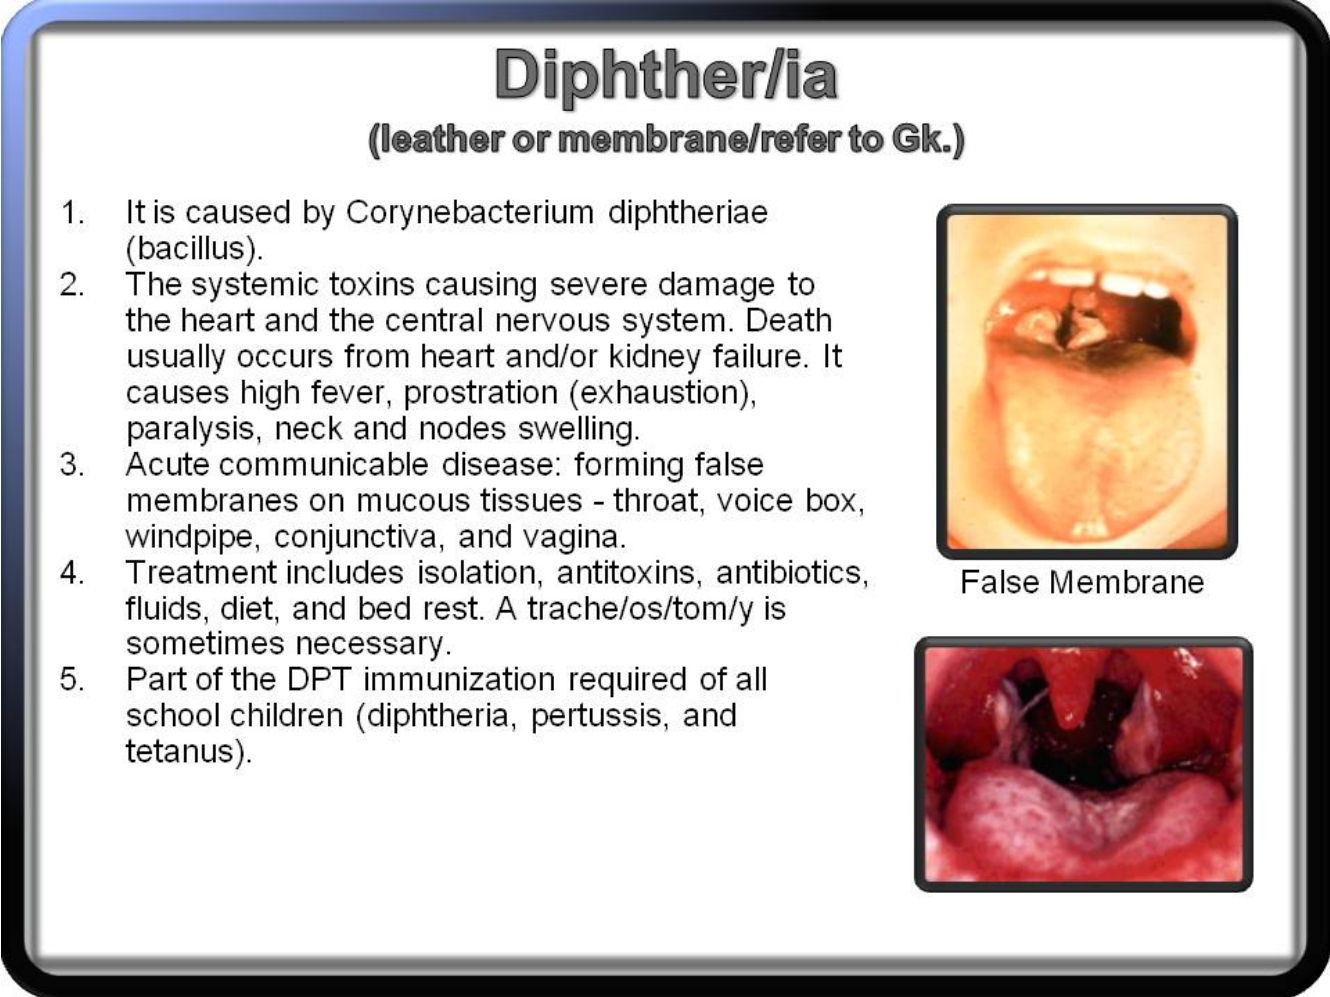 Diphther/ia
(leather or membrane/refer to Gk.)
1. It is caused by Corynebacterium diphtheriae
(bacillus).
2. The systemic toxins causing severe damage to
the heart and the central nervous system. Death
usually occurs from heart and/or kidney failure. It
causes high fever, prostration (exhaustion),
paralysis, neck and nodes swelling.
3. Acute communicable disease: forming false
membranes on mucous tissues - throat, voice box,
windpipe, conjunctiva, and vagina.
4. Treatment includes isolation, antitoxins, antibiotics,
fluids, diet, and bed rest. A trache/os/tom/y is
sometimes necessary.
5. Part of the DPT immunization required of all
school children (diphtheria, pertussis, and
tetanus).
False Membrane